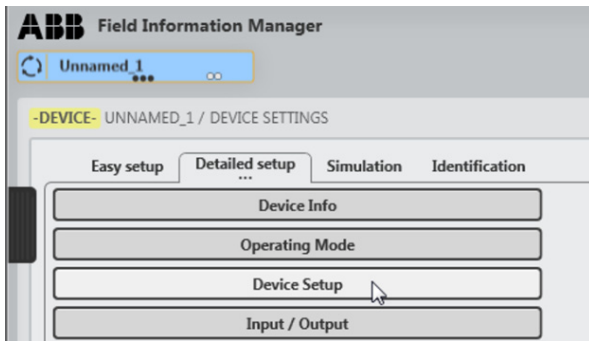 ABB Field Information Manager
Unnamed_1
-DEVICE- UNNAMED_1 / DEVICE SETTINGS
Easy setup Detailed setup Simulation Identification
Device Info
Operating Mode
Device Setup
Input / Output